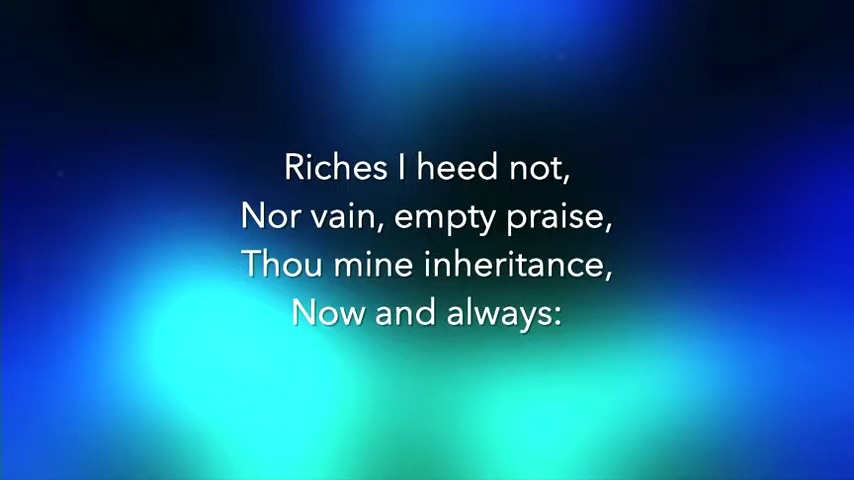 Riches I heed not,
Nor vain, empty praise,
Thou mine inheritance,
Now and always: